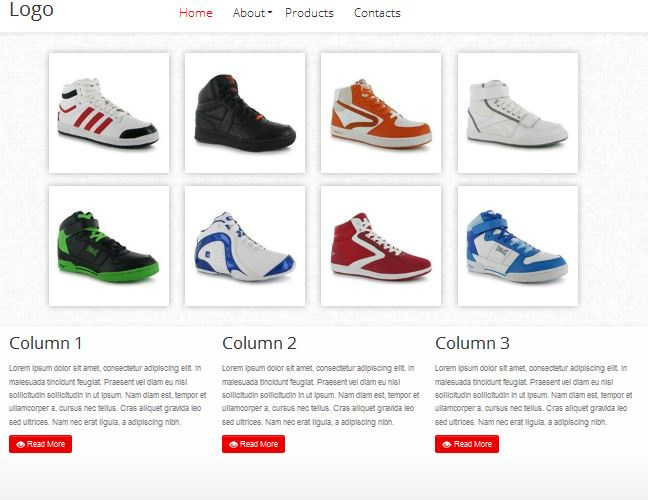 Logo
Home About Products Contacts
Column 1
Lorem ipsum dolor sit amet, consectetur adipiscing elit. In
malesuada tincidunt feugiat. Praesent vel diam eu nisl
sollicitudin sollicitudin in ut ipsum. Nam diam est, tempor et
ullamcorper a, cursus nec tellus. Cras aliquet gravida leo
sed ultrices. Nam nec erat ligula, a adipiscing nibh.
Read More
Column 2
Lorem ipsum dolor sit amet, consectetur adipiscing elit. In
malesuada tincidunt feugiat. Praesent vel diam eu nisl
sollicitudin sollicitudin in ut ipsum. Nam diam est, tempor et
ullamcorper a, cursus nec tellus. Cras aliquet gravida leo
sed ultrices. Nam nec erat ligula, a adipiscing nibh.
Read More
Column 3
Lorem ipsum dolor sit amet, consectetur adipiscing elit. In
malesuada tincidunt feugiat. Praesent vel diam eu nisl
sollicitudin sollicitudin in ut ipsum. Nam diam est, tempor et
ullamcorper a, cursus nec tellus. Cras aliquet gravida leo
sed ultrices. Nam nec erat ligula, a adipiscing nibh.
Read More